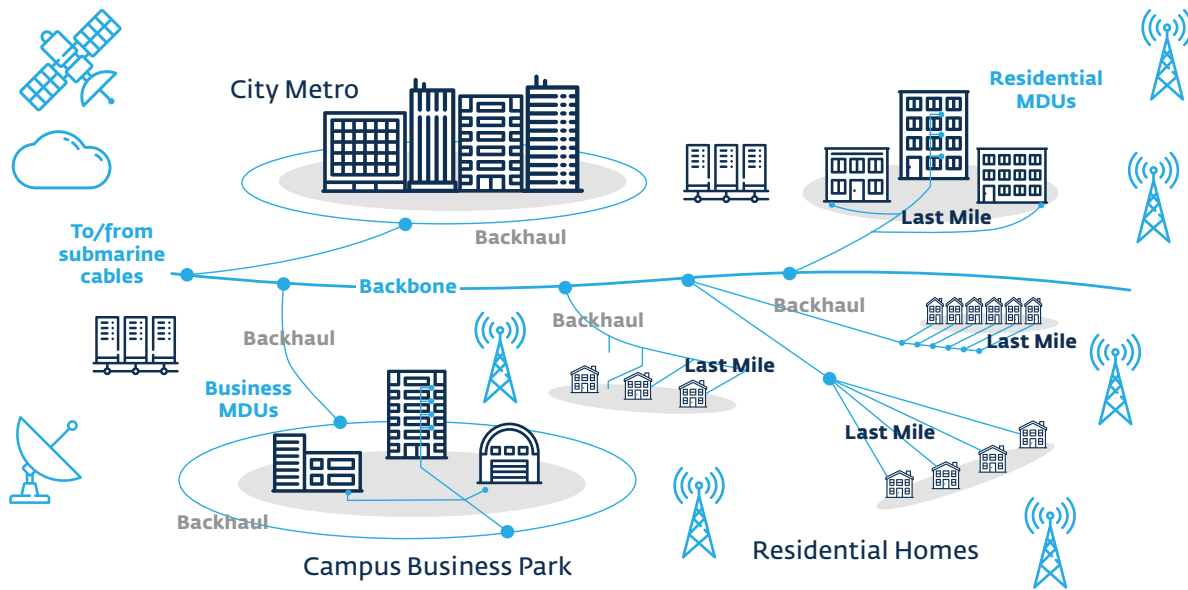 City Metro
Residential
MDUs
Last Mile
To/from
submarine
cables
Backhaul
Backbone
Backhaul
Backhaul
Backhaul
Last Mile
Last Mile
Business
MDUs
Last Mile
Backhaul
Campus Business Park
Residential Homes